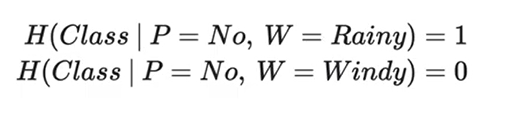 H(Class | P = No, W = Rainy) = 1
H(Class | P = No, W = Windy) = 0